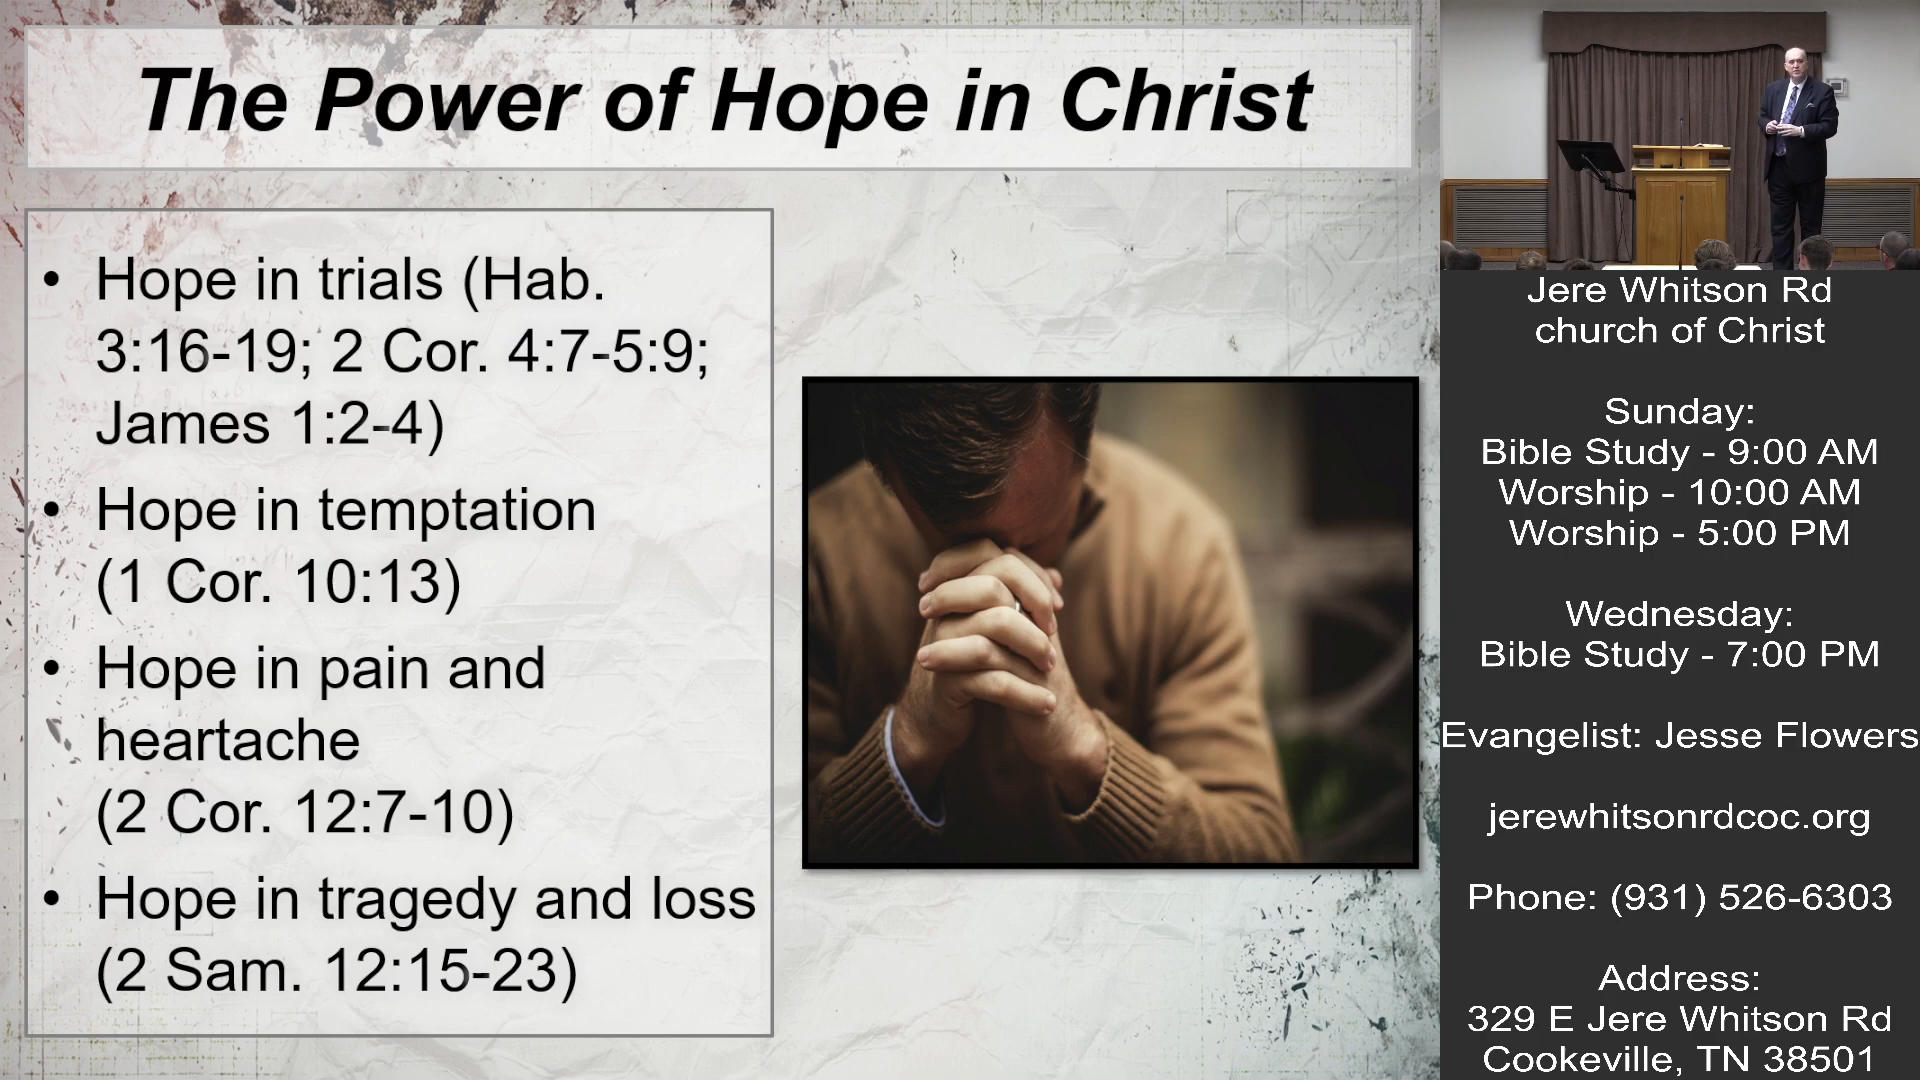 The Power of Hope in Christ
• Hope in trials (Hab.
3:16-19; 2 Cor. 4:7-5:9;
James 1:2-4)
• Hope in temptation
(1 Cor. 10:13)
• Hope in pain and
heartache
(2 Cor. 12:7-10)
• Hope in tragedy and loss
(2 Sam. 12:15-23)
Jere Whitson Rd
church of Christ
Sunday:
Bible Study - 9:00 AM
Worship - 10:00 AM
Worship - 5:00 PM
Wednesday:
Bible Study - 7:00 PM
Evangelist: Jesse Flowers
jerewhitsonrdcoc.org
Phone: (931) 526-6303
Address:
329 E Jere Whitson Rd
Cookeville, TN 38501